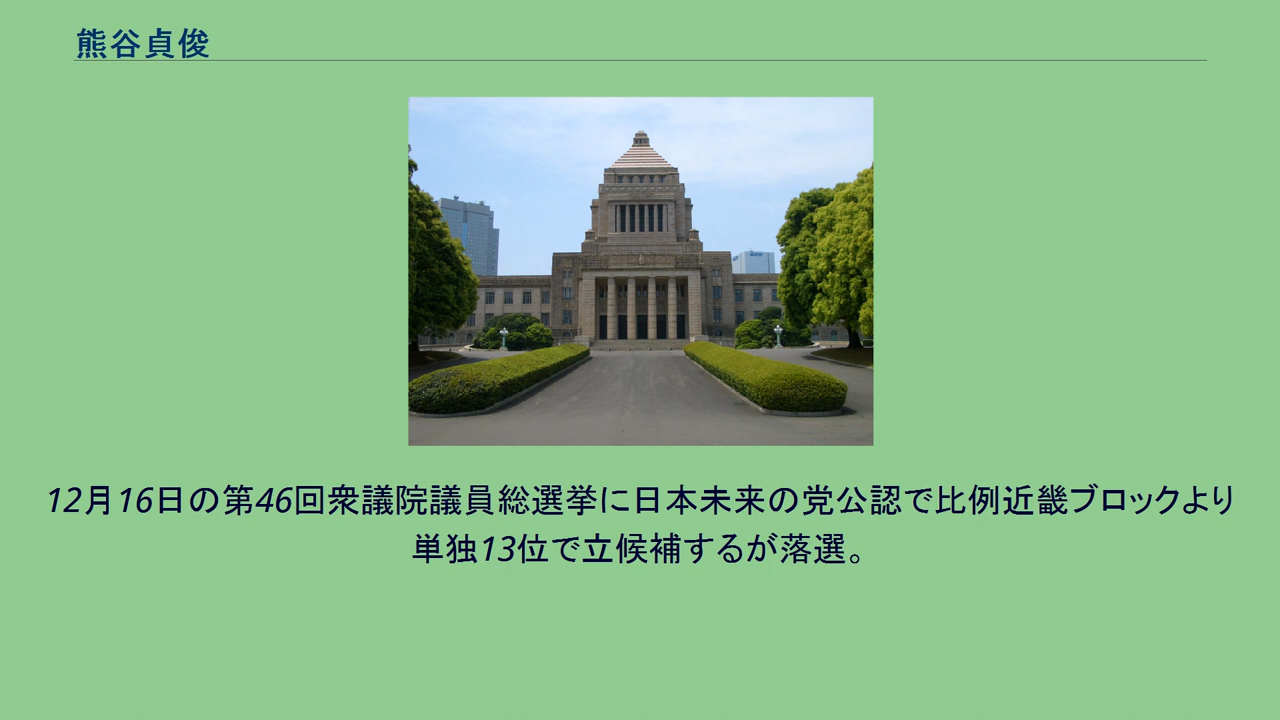 熊谷貞俊
12月16日の第46回衆議院議員総選挙に日本未来の党公認で比例近畿ブロックより
単独13位で立候補するが落選。